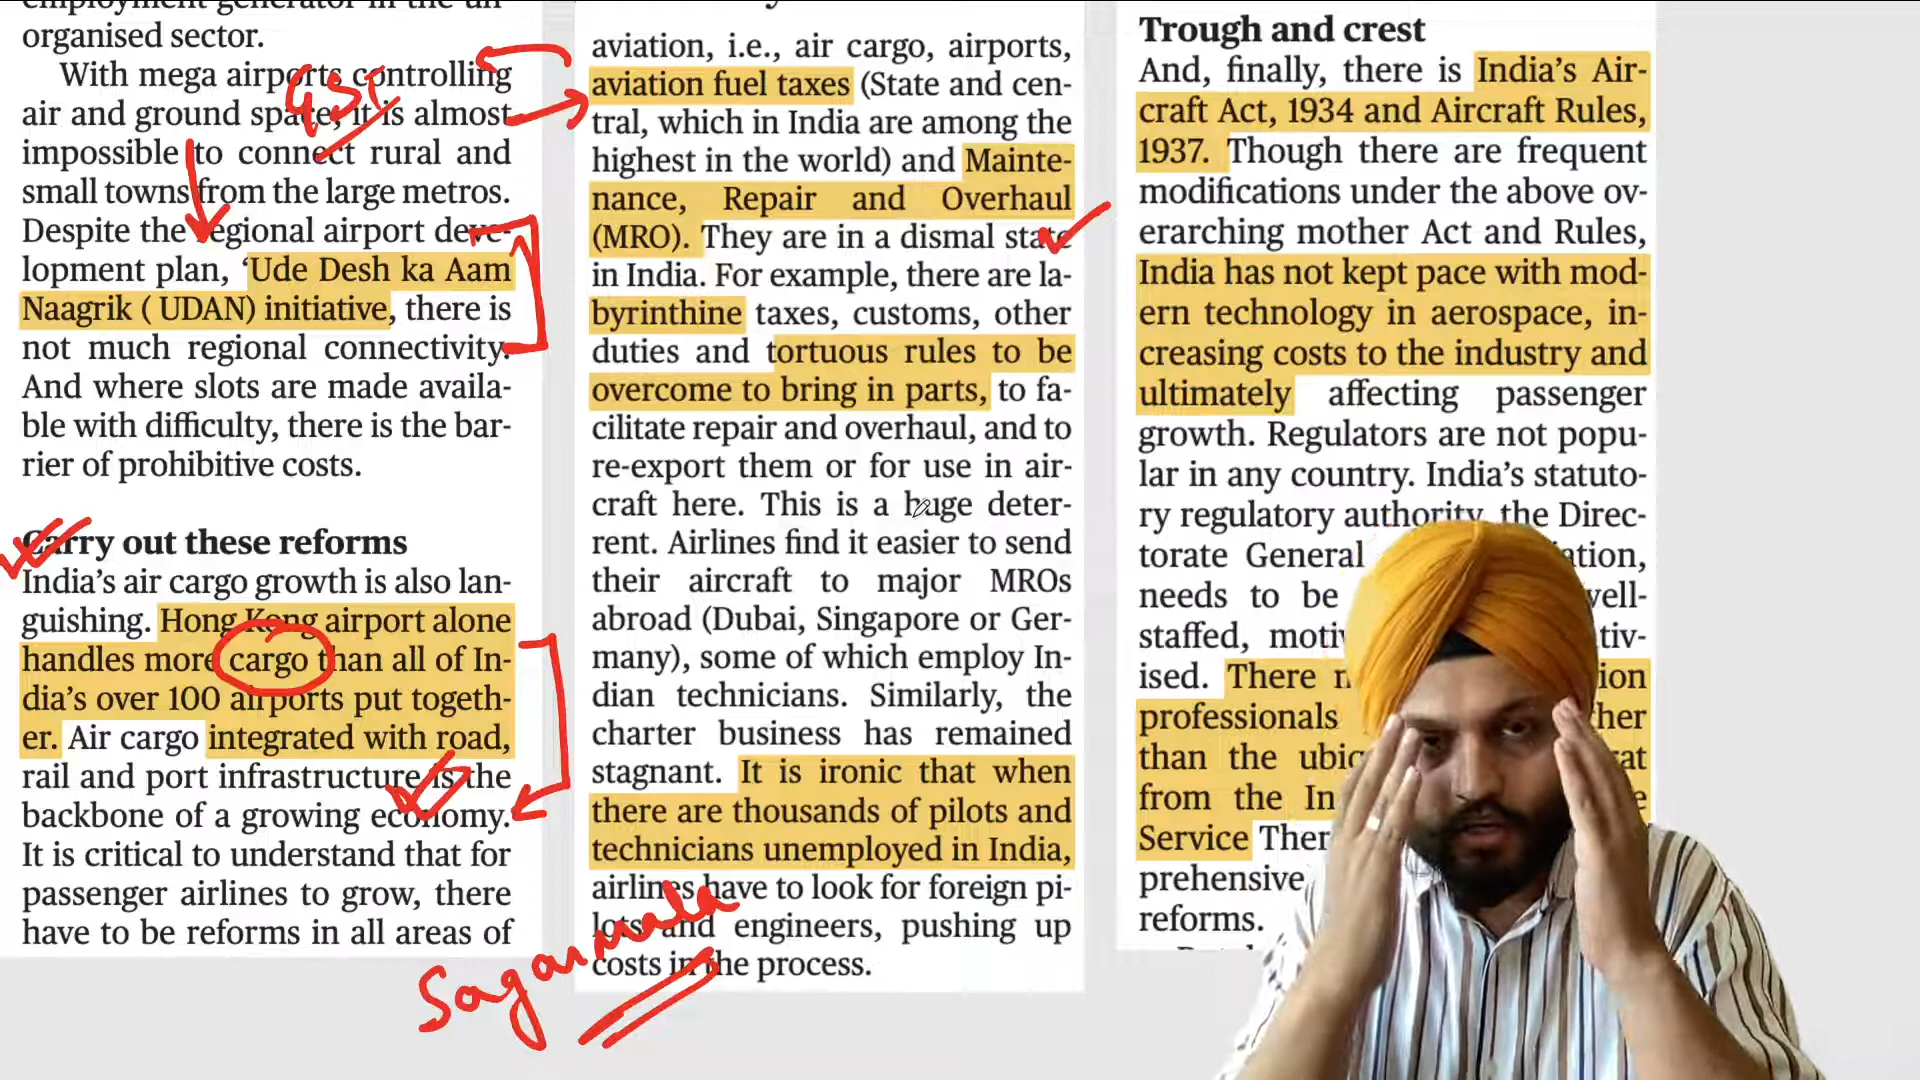 employment generator in the un-
organised sector.
With mega airports controlling
air and ground space, it is almost
impossible to connect rural and
small towns from the large metros.
Despite the regional airport deve-
lopment plan, ‘Ude Desh ka Aam
Naagrik ( UDAN) initiative, there is
not much regional connectivity.
And where slots are made availa-
ble with difficulty, there is the bar-
rier of prohibitive costs.
GST
Carry out these reforms
India’s air cargo growth is also lan-
guishing. Hong Kong airport alone
handles more cargo than all of In-
dia’s over 100 airports put togeth-
er. Air cargo integrated with road,
rail and port infrastructure is the
backbone of a growing economy.
It is critical to understand that for
passenger airlines to grow, there
have to be reforms in all areas of
aviation, i.e., air cargo, airports,
aviation fuel taxes (State and cen-
tral, which in India are among the
highest in the world) and Mainte-
nance, Repair and Overhaul
(MRO). They are in a dismal state
in India. For example, there are la-
byrinthine taxes, customs, other
duties and tortuous rules to be
overcome to bring in parts, to fa-
cilitate repair and overhaul, and to
re-export them or for use in air-
craft here. This is a huge deter-
rent. Airlines find it easier to send
their aircraft to major MROs
abroad (Dubai, Singapore or Ger-
many), some of which employ In-
dian technicians. Similarly, the
charter business has remained
stagnant. It is ironic that when
there are thousands of pilots and
technicians unemployed in India,
airlines have to look for foreign pi-
lots and engineers, pushing up
costs in the process.
Sagarmala
Trough and crest
And, finally, there is India’s Air-
craft Act, 1934 and Aircraft Rules,
1937. Though there are frequent
modifications under the above ov-
erarching mother Act and Rules,
India has not kept pace with mod-
ern technology in aerospace, in-
creasing costs to the industry and
ultimately affecting passenger
growth. Regulators are not popu-
lar in any country. India’s statuto-
ry regulatory authority, the Direc-
torate General
needs to be
staffed,
ised. There
professionals
than the
from the
Service
prehensive
reforms.